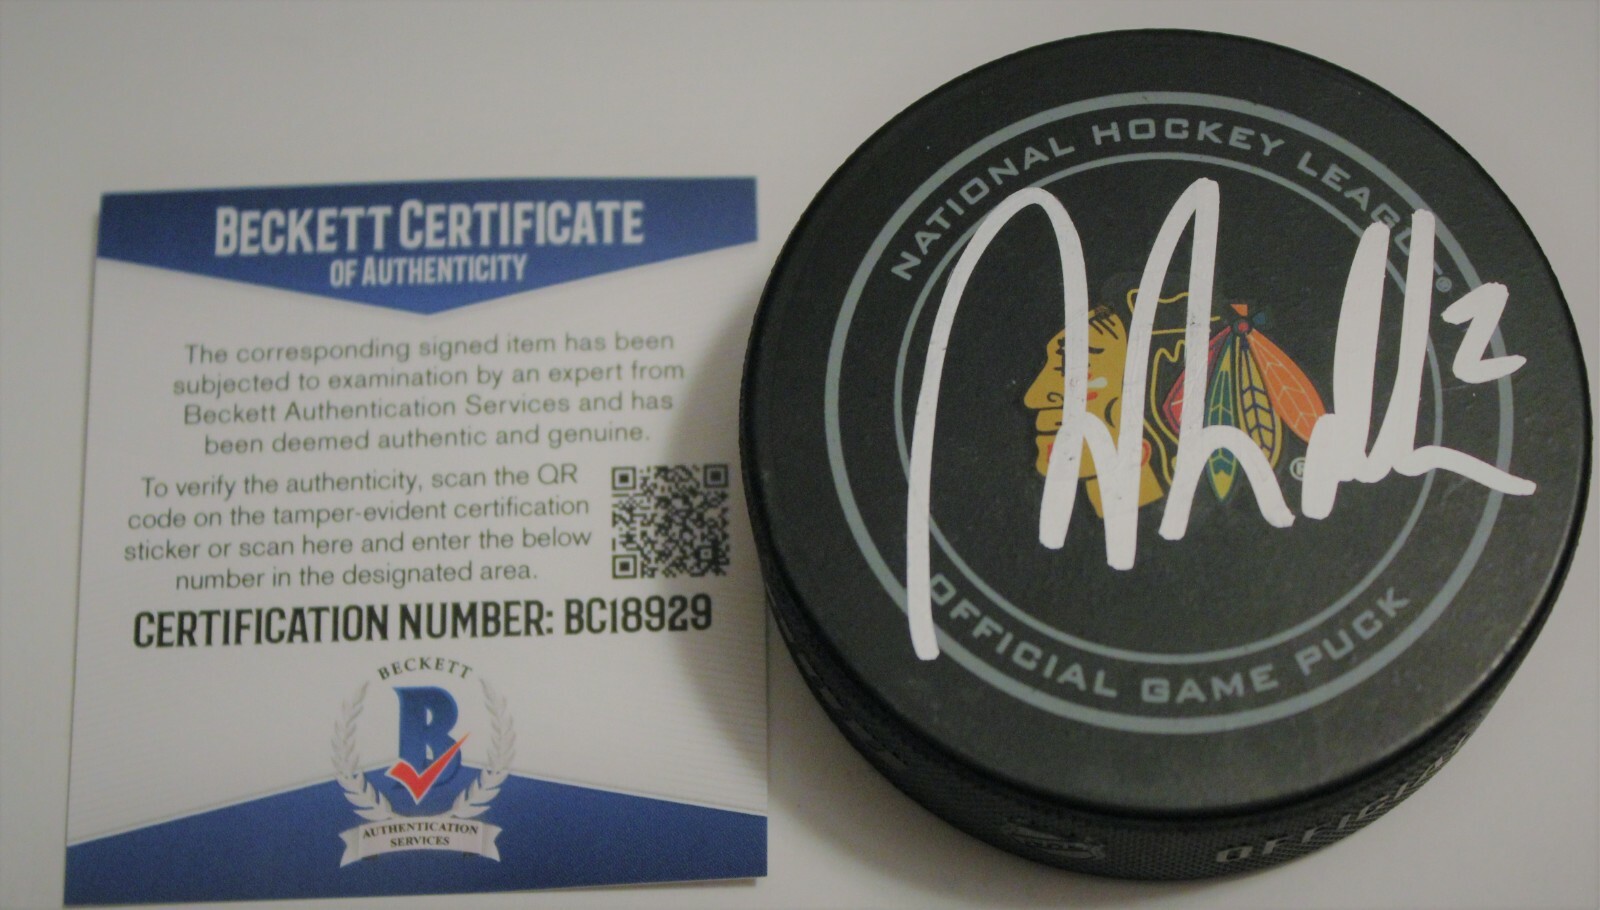 BECKETT CERTIFICATE
OF AUTHENTICITY
The corresponding signed item has been
subjected to examination by an expert from
Beckett Authentication Services and has
been deemed authentic and genuine.
To verify the authenticity, scan the QR
code on the tamper-evident certification
sticker or scan here and enter the below
number in the designated area.
CERTIFICATION NUMBER: BC18929
BECKETT
B
AUTHENTICATION
SERVICES
NATIONAL HOCKEY LEAGUE
®
2
®
OFFICIAL GAME PUCK